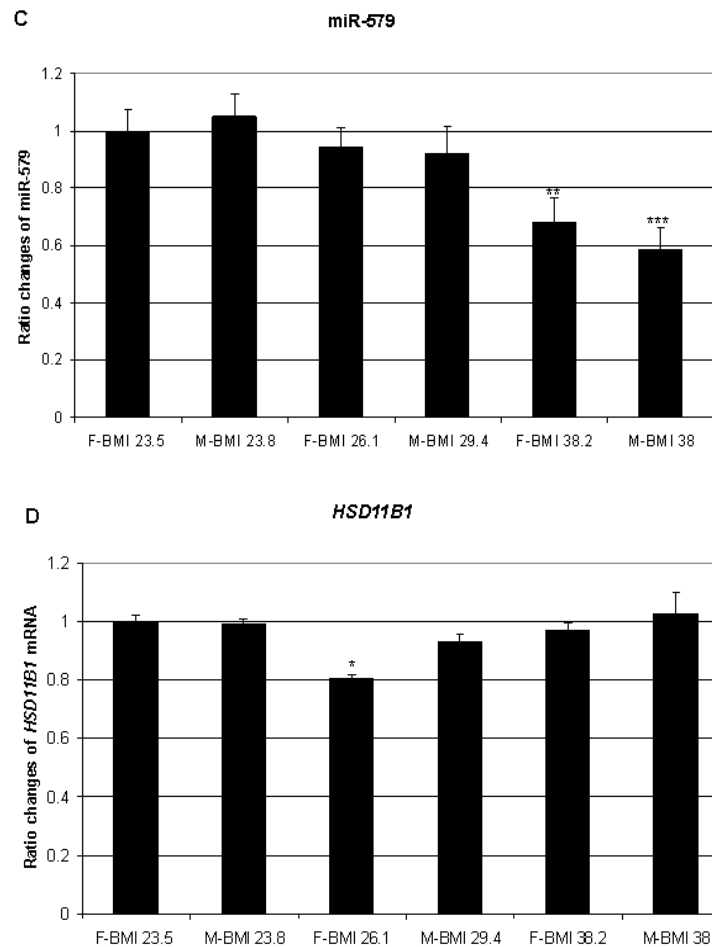 C
miR-579
Ratio changes of miR-579
1.2
1
0.8
0.6
0.4
0.2
0
**
***
F-BMI 23.5 M-BMI 23.8 F-BMI 26.1 M-BMI 29.4 F-BMI 38.2 M-BMI 38
D
HSD11B1
Ratio changes of HSD11B1 mRNA
1.2
1
0.8
0.6
0.4
0.2
0
*
F-BMI 23.5 M-BMI 23.8 F-BMI 26.1 M-BMI 29.4 F-BMI 38.2 M-BMI 38